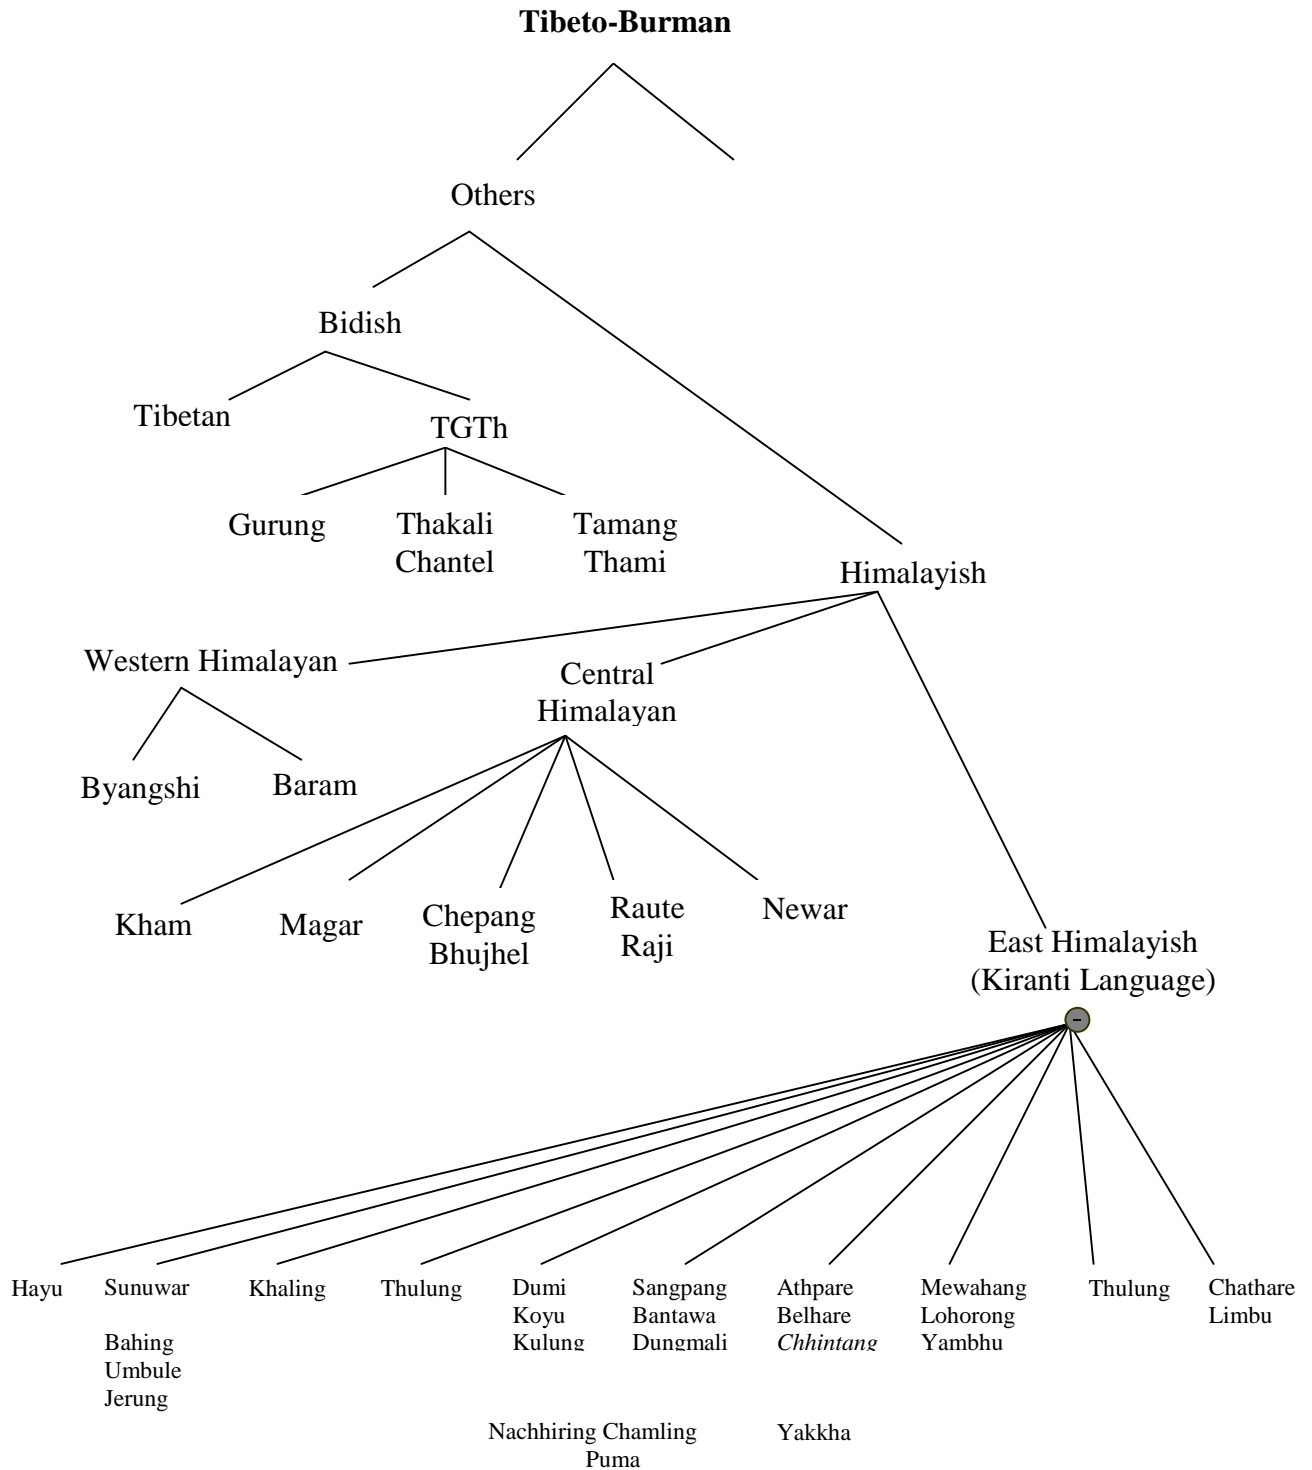 Tibeto-Burman
Others
Bidish
Tibetan
TGTh
Gurung
Thakali
Chantel
Tamang
Thami
Himalayish
Western Himalayan
Central
Himalayan
Byangshi
Baram
Kham
Magar
Chepang
Bhujhel
Raute
Raji
Newar
East Himalayish
(Kiranti Language)
-
Hayu
Sunuwar
Bahing
Umbule
Jerung
Khaling
Thulung
Dumi
Koyu
Kulung
Sangpang
Bantawa
Dungmali
Athpare
Belhare
Chhintang
Mewahang
Lohorong
Yambhu
Thulung
Chathare
Limbu
Nachhiring Chamling
Puma
Yakkha